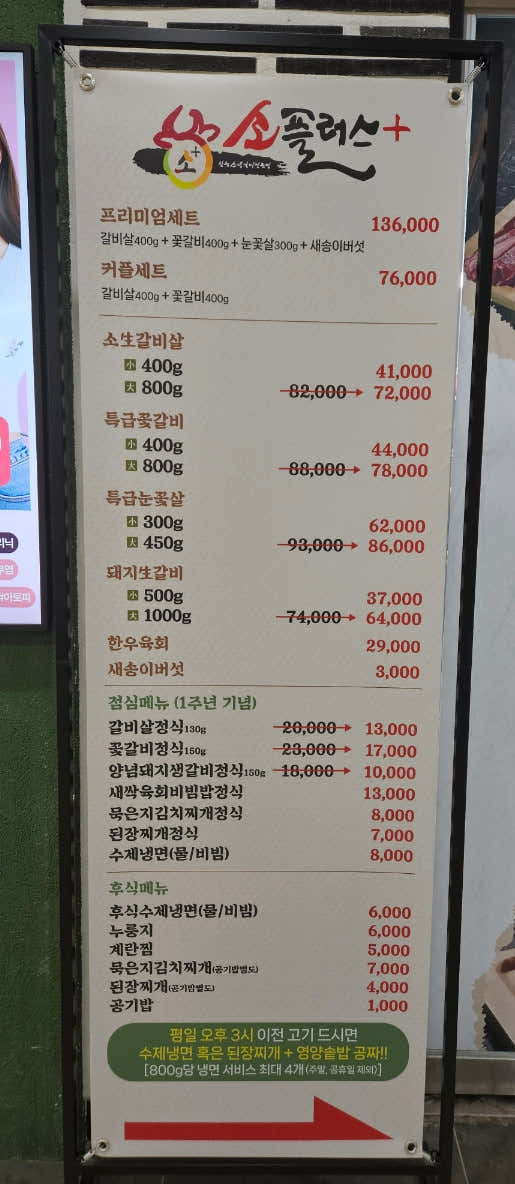 소플러스+
소+
프리미엄세트 136,000
갈비살400g + 꽃갈비400g + 눈꽃살300g + 새송이버섯
커플세트 76,000
갈비살400g + 꽃갈비400g
소生갈비살
小 400g 41,000
大 800g 82,000 → 72,000
특급꽃갈비
小 400g 44,000
大 800g 88,000 → 78,000
특급눈꽃살
小 300g 62,000
大 450g 93,000 → 86,000
돼지生갈비
小 500g 37,000
大 1000g 74,000 → 64,000
한우육회 29,000
새송이버섯 3,000
점심메뉴 (1주년 기념)
갈비살정식130g 20,000 → 13,000
꽃갈비정식150g 23,000 → 17,000
양념돼지생갈비정식150g 18,000 → 10,000
새싹육회비빔밥정식 13,000
묵은지김치찌개정식 8,000
된장찌개정식 7,000
수제냉면(물/비빔) 8,000
후식메뉴
후식수제냉면(물/비빔) 6,000
누룽지 6,000
계란찜 5,000
묵은지김치찌개(공기밥별도) 7,000
된장찌개(공기밥별도) 4,000
공기밥 1,000
평일 오후 3시 이전 고기 드시면
수제냉면 혹은 된장찌개 + 영양솥밥 공짜!!
[800g당 냉면 서비스 최대 4개(주말, 공휴일 제외)]